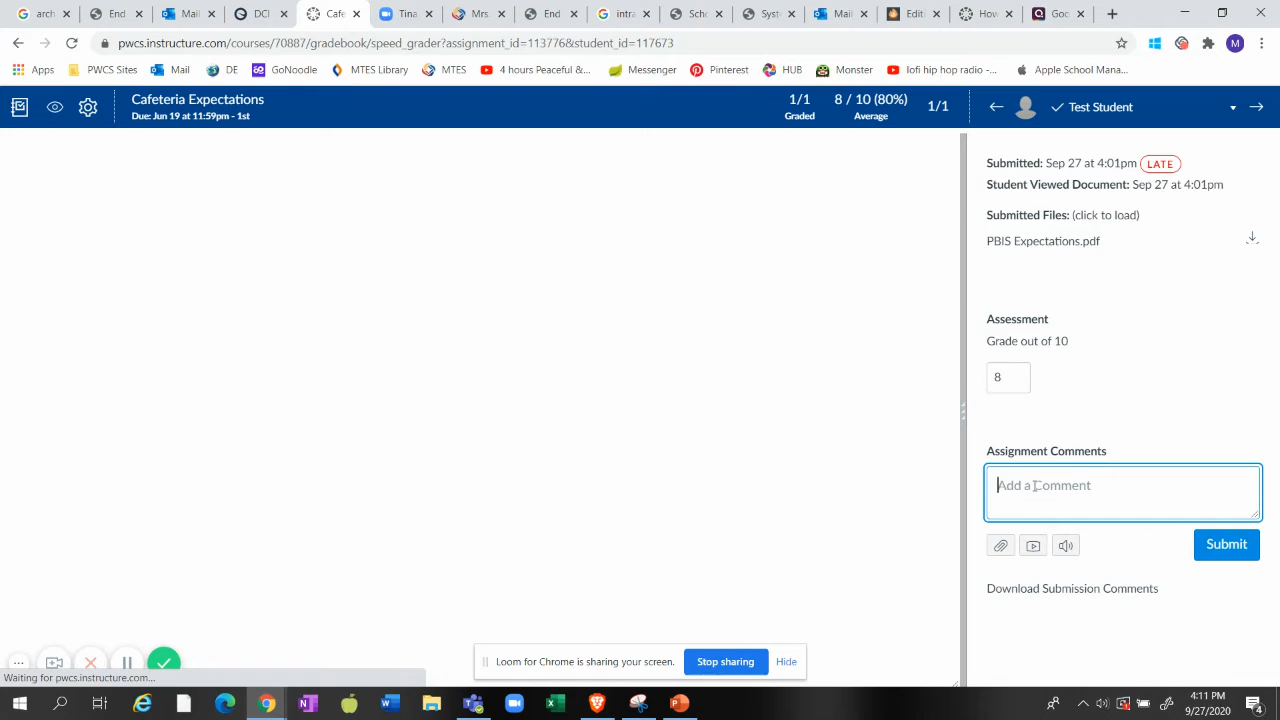 arch
Mail
DCI
Cafe
Tina
Mrs.
End
intra
Scho
Syst
Mail
Editi
How
Goo
pwcs.instructure.com/courses/70887/gradebook/speed_grader?assignment_id=113776&student_id=117673
M
Apps
PWCS Sites
Mail
DE
GoNoodle
MTES Library
MTES
4 hours Peaceful &...
Messenger
Pinterest
HUB
Monster
lofi hip hop radio -...
Apple School Mana...
Cafeteria Expectations
Due: Jun 19 at 11:59pm - 1st
1/1
Graded
8 / 10 (80%)
Average
1/1
Test Student
Submitted: Sep 27 at 4:01pm LATE
Student Viewed Document: Sep 27 at 4:01pm
Submitted Files: (click to load)
PBIS Expectations.pdf
Assessment
Grade out of 10
8
Assignment Comments
Add a Comment
Submit
Download Submission Comments
Loom for Chrome is sharing your screen.
Stop sharing
Hide
Waiting for pwcs.instructure.com...
4:11 PM
9/27/2020
4